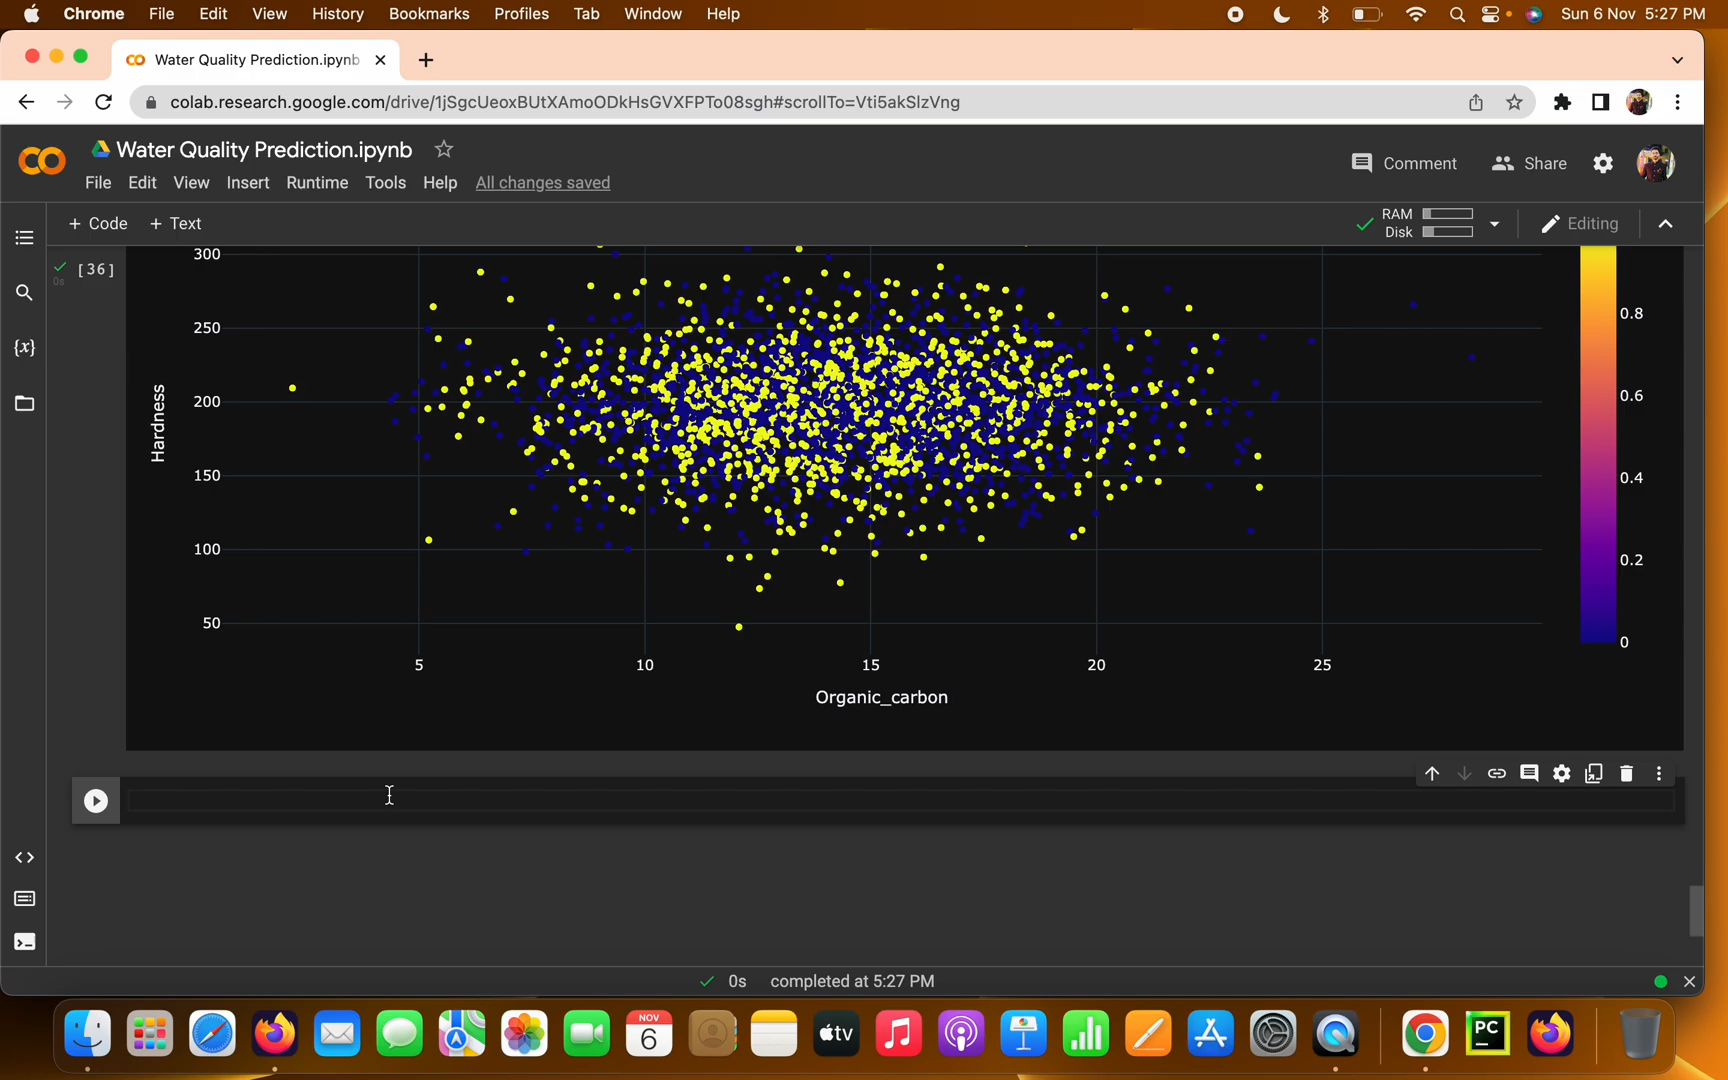 Chrome File Edit View History Bookmarks Profiles Tab Window Help Sun 6 Nov 5:27 PM
Water Quality Prediction.ipynb
colab.research.google.com/drive/1jSgcUeoxBUtXAmoODkHsGVXFPTo08sgh#scrollTo=Vti5akSlzVng
Water Quality Prediction.ipynb
Comment Share
File Edit View Insert Runtime Tools Help All changes saved
+ Code + Text RAM Disk Editing
[36]
0s
300
250
200
150
100
50
Hardness
5 10 15 20 25
Organic_carbon
0.8
0.6
0.4
0.2
0
{x}
0s completed at 5:27 PM
NOV
6
tv
PC